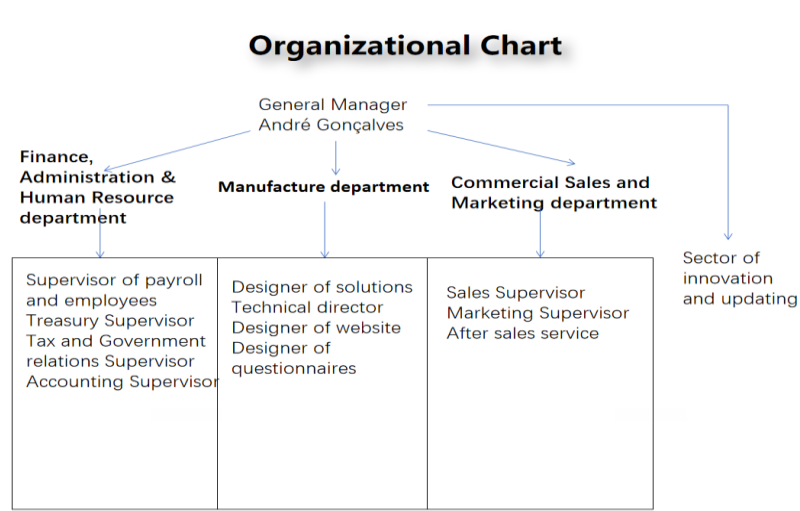 Organizational Chart
General Manager
André Gonçalves
Finance,
Administration &
Human Resource
department
Manufacture department
Commercial Sales and
Marketing department
Supervisor of payroll
and employees
Treasury Supervisor
Tax and Government
relations Supervisor
Accounting Supervisor
Designer of solutions
Technical director
Designer of website
Designer of
questionnaires
Sales Supervisor
Marketing Supervisor
After sales service
Sector of
innovation
and updating